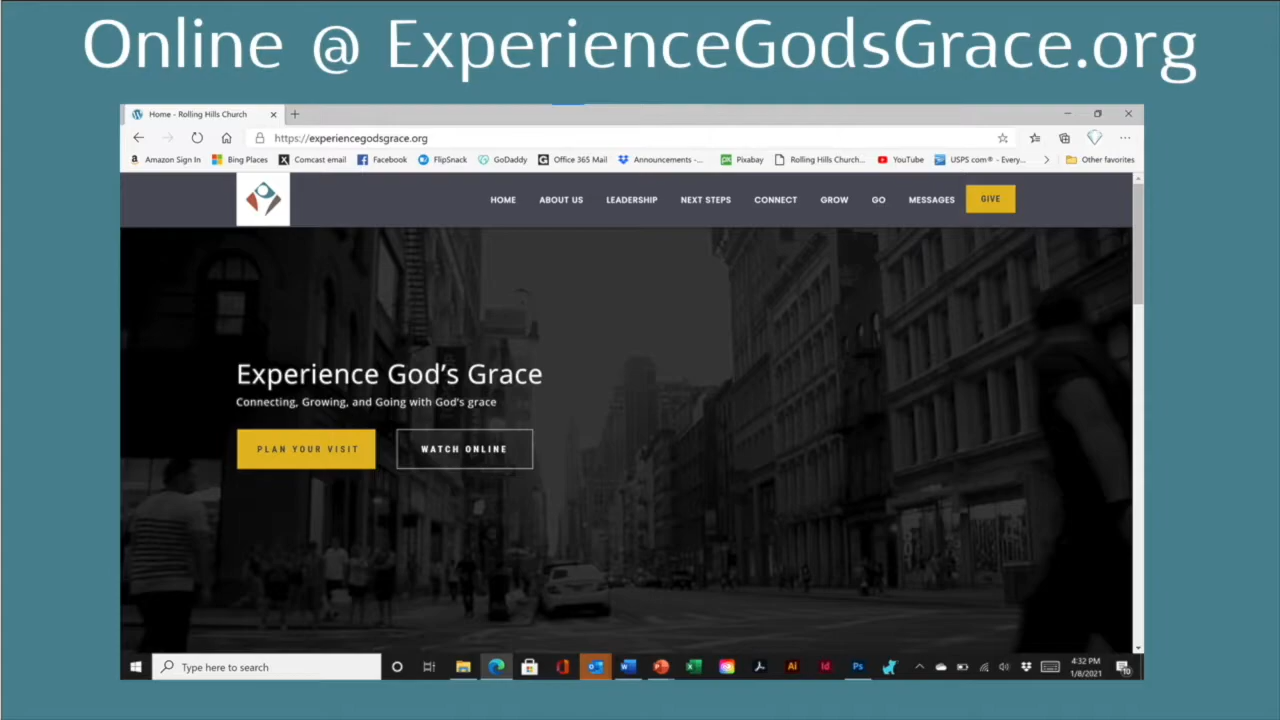 Online @ ExperienceGodsGrace.org
Home - Rolling Hills Church
https://experiencegodsgrace.org
Amazon Sign In Bing Places Comcast email Facebook FlipSnack GoDaddy Office 365 Mail Announcements -... Pixabay Rolling Hills Church... YouTube USPS.com® - Every... Other favorites
HOME ABOUT US LEADERSHIP NEXT STEPS CONNECT GROW GO MESSAGES GIVE
Experience God's Grace
Connecting, Growing, and Going with God's grace
PLAN YOUR VISIT WATCH ONLINE
Type here to search
4:32 PM
1/8/2021